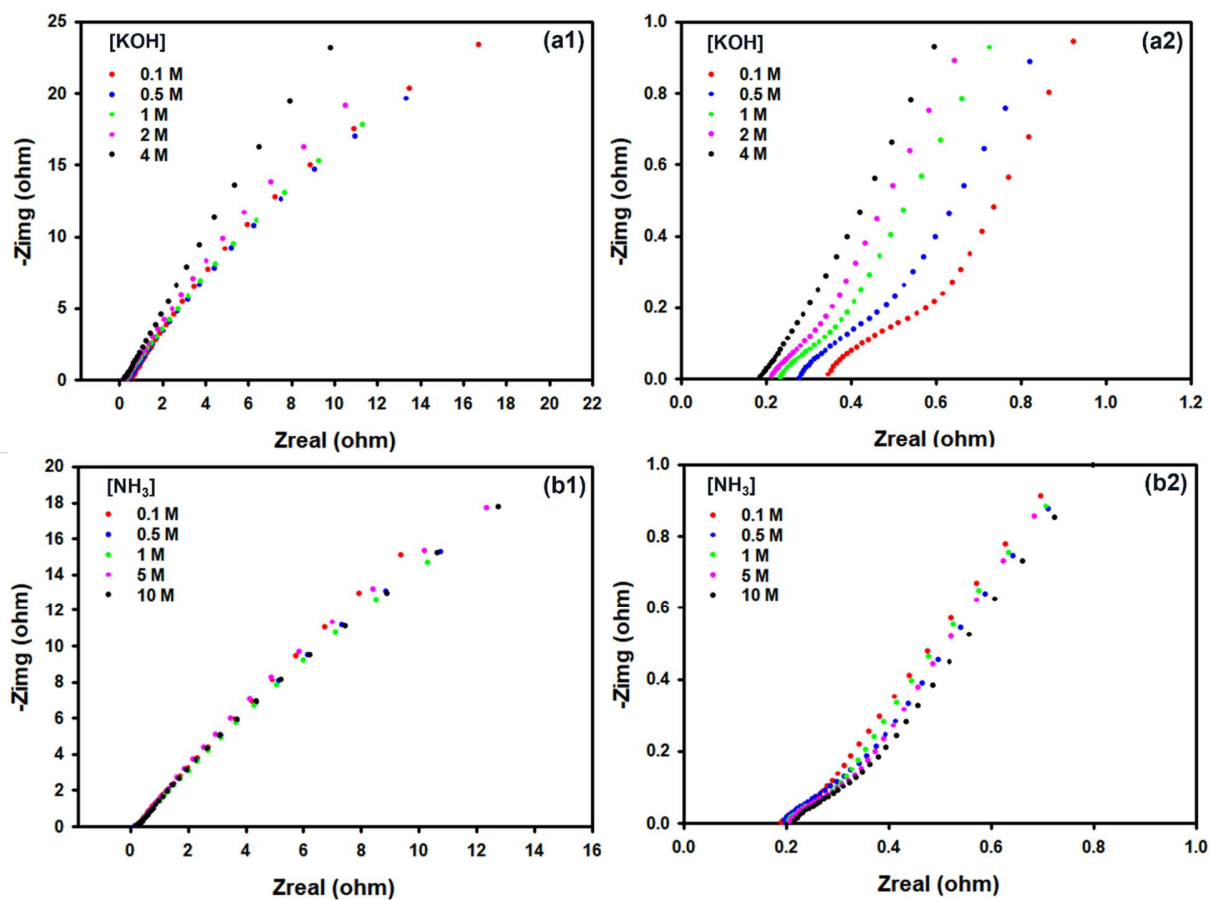 25
20
15
10
5
0
-Zimg (ohm)
[KOH]
0.1 M
0.5 M
1 M
2 M
4 M
(a1)
0 2 4 6 8 10 12 14 16 18 20 22
Zreal (ohm)
1.0
0.8
0.6
0.4
0.2
0.0
-Zimg (ohm)
[KOH]
0.1 M
0.5 M
1 M
2 M
4 M
(a2)
0.0 0.2 0.4 0.6 0.8 1.0 1.2
Zreal (ohm)
20
18
16
14
12
10
8
6
4
2
0
-Zimg (ohm)
[NH₃]
0.1 M
0.5 M
1 M
5 M
10 M
(b1)
0 2 4 6 8 10 12 14 16
Zreal (ohm)
1.0
0.8
0.6
0.4
0.2
0.0
-Zimg (ohm)
[NH₃]
0.1 M
0.5 M
1 M
5 M
10 M
(b2)
0.0 0.2 0.4 0.6 0.8 1.0
Zreal (ohm)